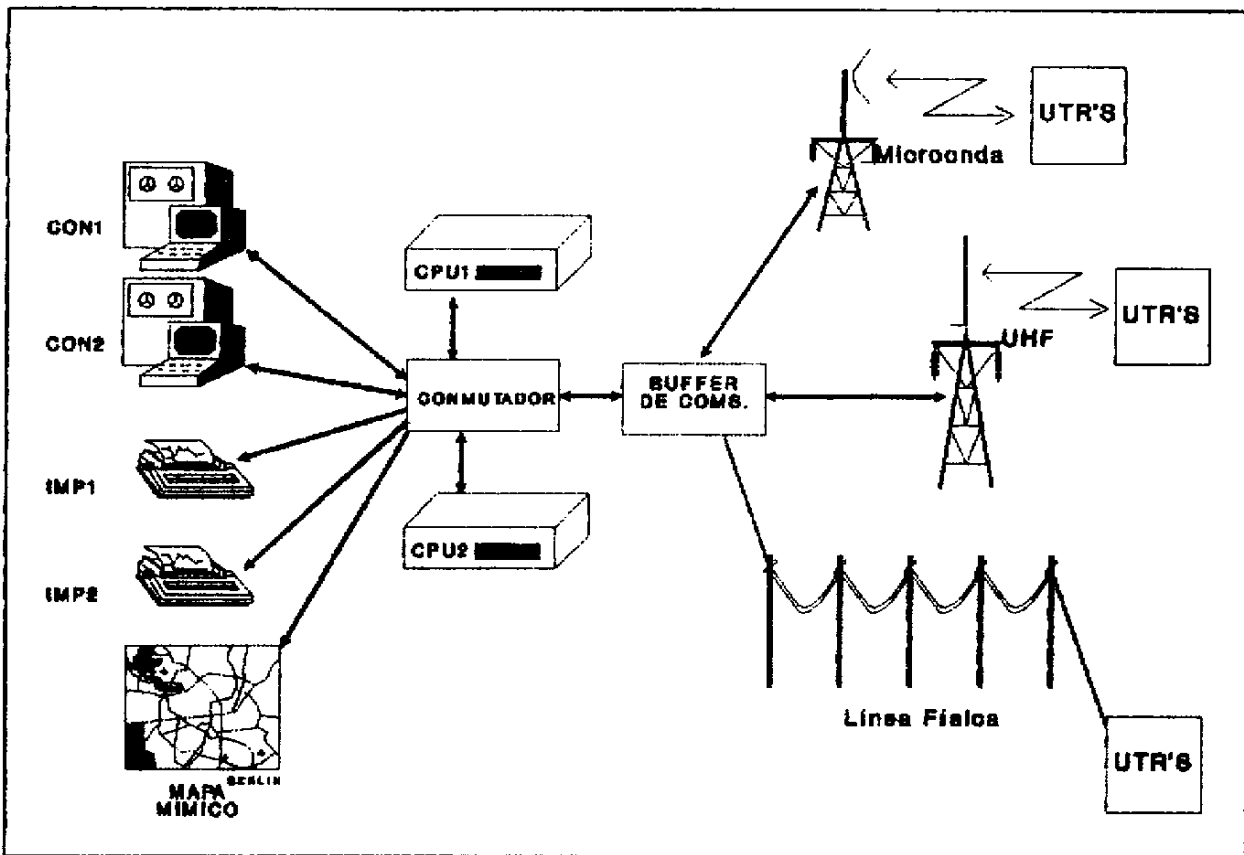 UTR'S
Microonda
CON1
CPU1
UTR'S
CON2
UHF
CONMUTADOR
BUFFER
DE COMS.
IMP1
CPU2
IMP2
Línea Física
BERLIN
MAPA
MIMICO
UTR'S